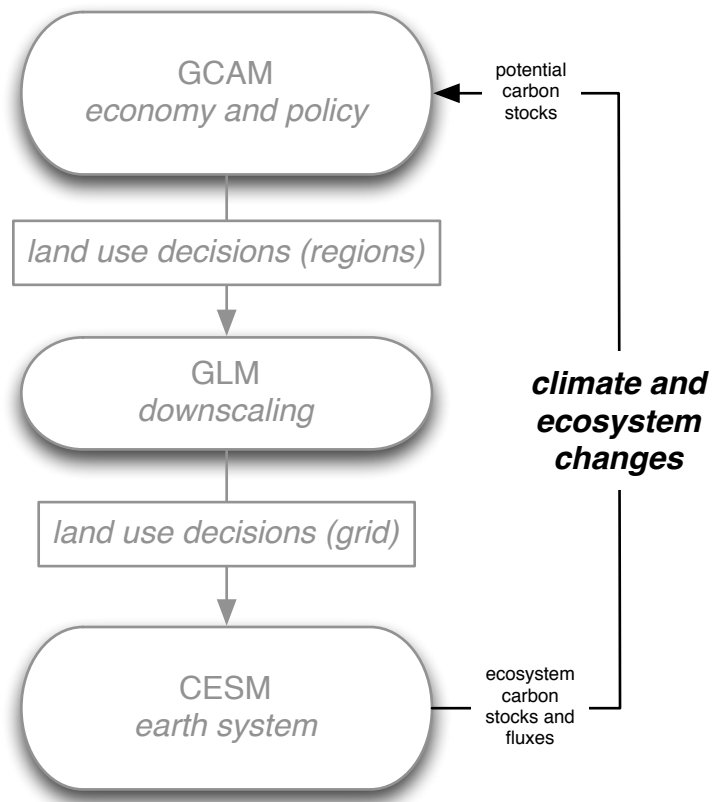 GCAM
economy and policy
potential
carbon
stocks
land use decisions (regions)
GLM
downscaling
climate and
ecosystem
changes
land use decisions (grid)
CESM
earth system
ecosystem
carbon
stocks and
fluxes